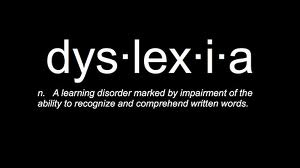 dys·lex·i·a
n. A learning disorder marked by impairment of the
ability to recognize and comprehend written words.